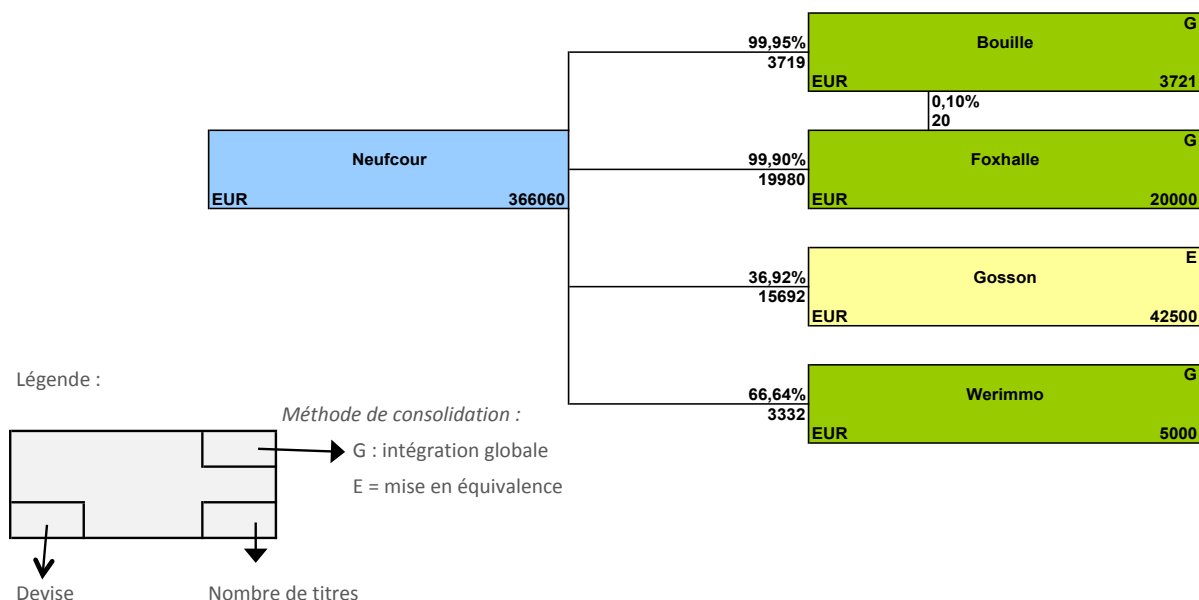 G
99,95%
Bouille
3719
EUR 3721
0,10%
20
G
Neufcour
99,90%
Foxhalle
19980
EUR 366060
EUR 20000
E
36,92%
Gosson
15692
EUR 42500
Légende :
G
66,64%
Werimmo
3332
EUR 5000
Méthode de consolidation :
G : intégration globale
E = mise en équivalence
Devise
Nombre de titres